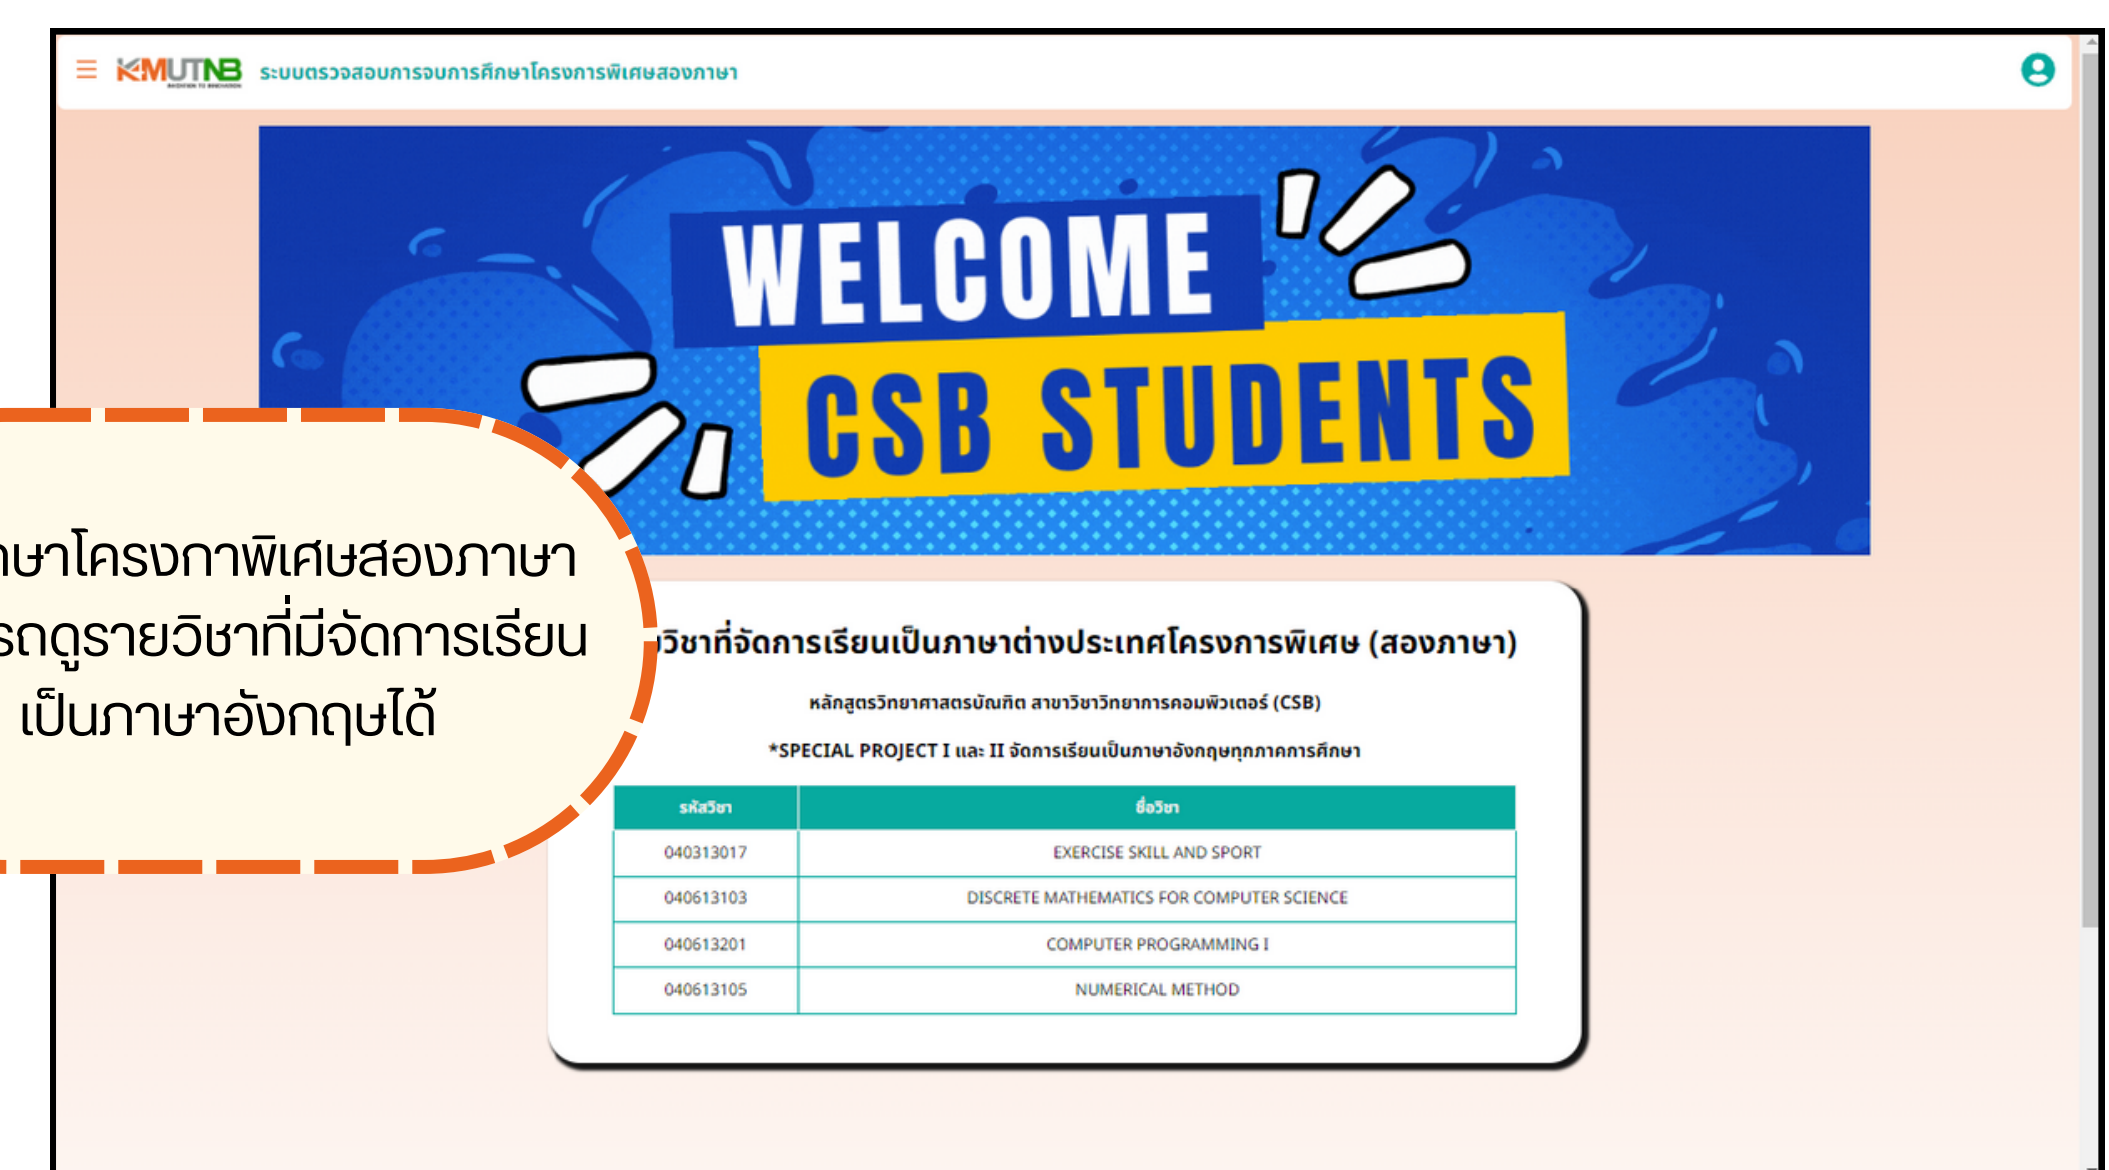 KMUTNB ระบบตรวจสอบการจบการศึกษาโครงการพิเศษสองภาษา
WELCOME
CSB STUDENTS
โครงกาพิเศษสองภาษา
ดูรายวิชาที่มีจัดการเรียน
เป็นภาษาอังกฤษได้
วิชาที่จัดการเรียนเป็นภาษาต่างประเทศโครงการพิเศษ (สองภาษา)
หลักสูตรวิทยาศาสตรบัณฑิต สาขาวิชาวิทยาการคอมพิวเตอร์ (CSB)
*SPECIAL PROJECT I และ II จัดการเรียนเป็นภาษาอังกฤษทุกภาคการศึกษา
รหัสวิชา ชื่อวิชา
040313017 EXERCISE SKILL AND SPORT
040613103 DISCRETE MATHEMATICS FOR COMPUTER SCIENCE
040613201 COMPUTER PROGRAMMING I
040613105 NUMERICAL METHOD